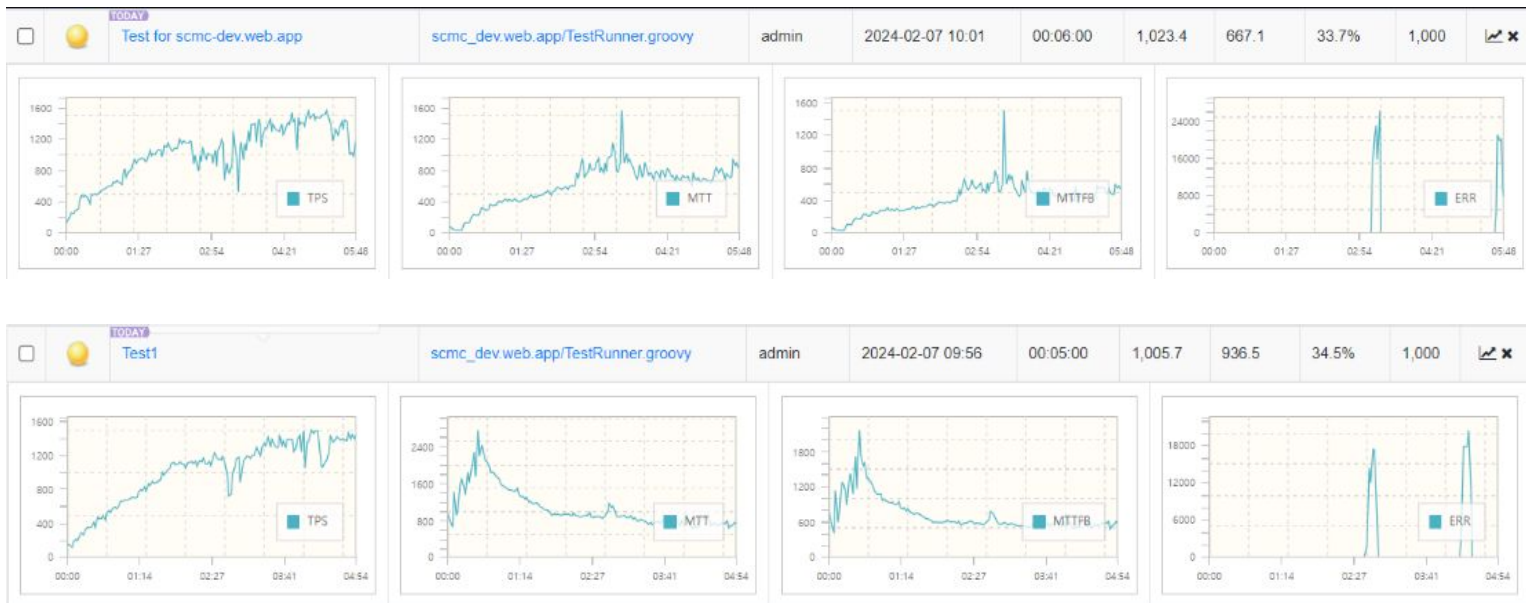 TODAY
Test for scmc-dev.web.app scmc_dev.web.app/TestRunner.groovy admin 2024-02-07 10:01 00:06:00 1,023.4 667.1 33.7% 1,000
1600
1200
800
400
0
00:00 01:27 02:54 04:21 05:48
TPS
1600
1200
800
400
0
00:00 01:27 02:54 04:21 05:48
MTT
1600
1200
800
400
0
00:00 01:27 02:54 04:21 05:48
MTTFB
24000
16000
8000
0
00:00 01:27 02:54 04:21 05:48
ERR
TODAY
Test1 scmc_dev.web.app/TestRunner.groovy admin 2024-02-07 09:56 00:05:00 1,005.7 936.5 34.5% 1,000
1600
1200
800
400
0
00:00 01:14 02:27 03:41 04:54
TPS
2400
1600
800
0
00:00 01:14 02:27 03:41 04:54
MTT
1800
1200
600
0
00:00 01:14 02:27 03:41 04:54
MTTFB
18000
12000
6000
0
00:00 01:14 02:27 03:41 04:54
ERR